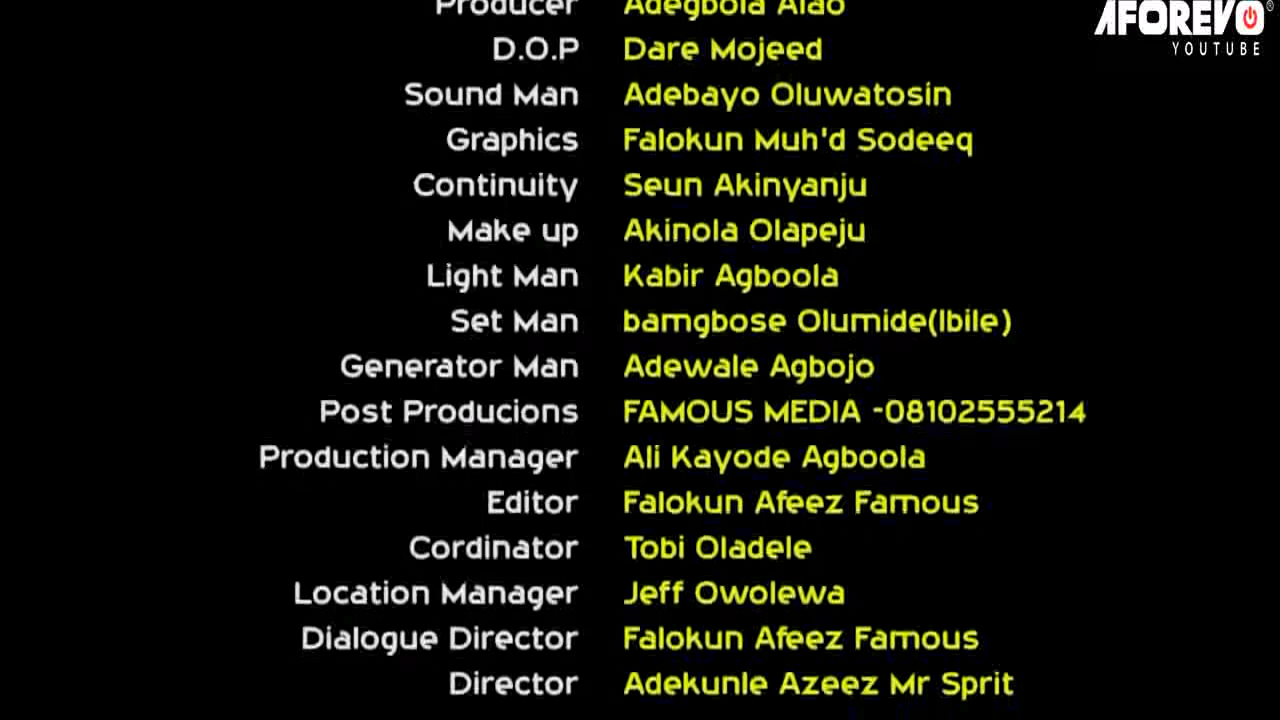 Producer Adegbola Alao
D.O.P Dare Mojeed
Sound Man Adebayo Oluwatosin
Graphics Falokun Muh'd Sodeeq
Continuity Seun Akinyanju
Make up Akinola Olapeju
Light Man Kabir Agboola
Set Man bamgbose Olumide(Ibile)
Generator Man Adewale Agbojo
Post Producions FAMOUS MEDIA -08102555214
Production Manager Ali Kayode Agboola
Editor Falokun Afeez Famous
Cordinator Tobi Oladele
Location Manager Jeff Owolewa
Dialogue Director Falokun Afeez Famous
Director Adekunle Azeez Mr Sprit
AFOREVO®
YOUTUBE